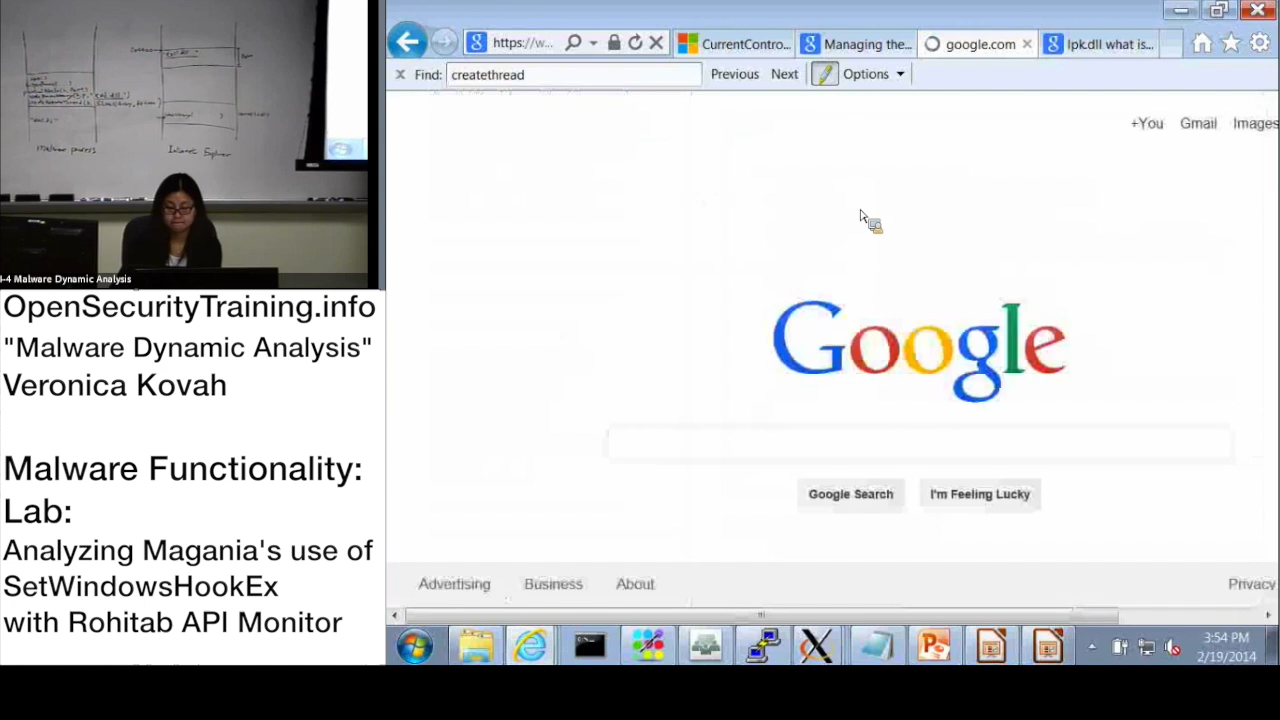 Malware process
Internet Explorer
I-4 Malware Dynamic Analysis
OpenSecurityTraining.info
"Malware Dynamic Analysis"
Veronica Kovah
Malware Functionality:
Lab:
Analyzing Magania's use of
SetWindowsHookEx
with Rohitab API Monitor
https://w...
CurrentContro...
Managing the...
google.com
lpk.dll what is...
Find: createthread Previous Next Options
+You Gmail Images
Google
Google Search I'm Feeling Lucky
Advertising Business About Privacy
3:54 PM
2/19/2014